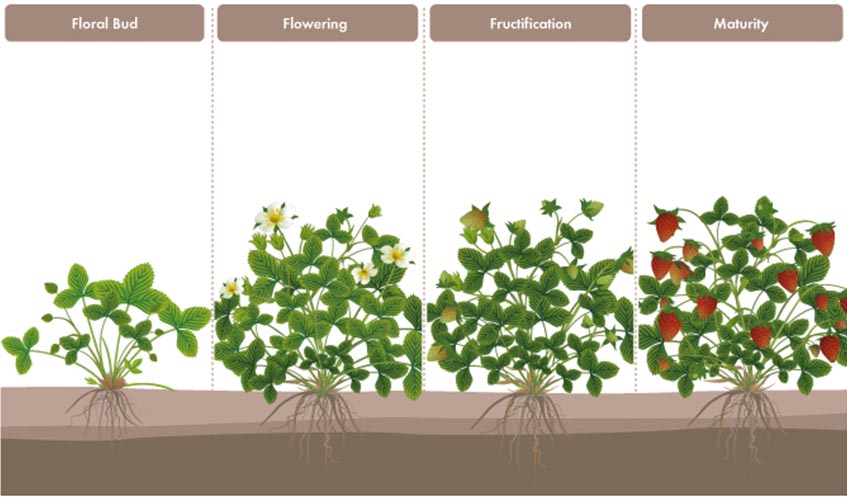 Floral Bud
Flowering
Fructification
Maturity